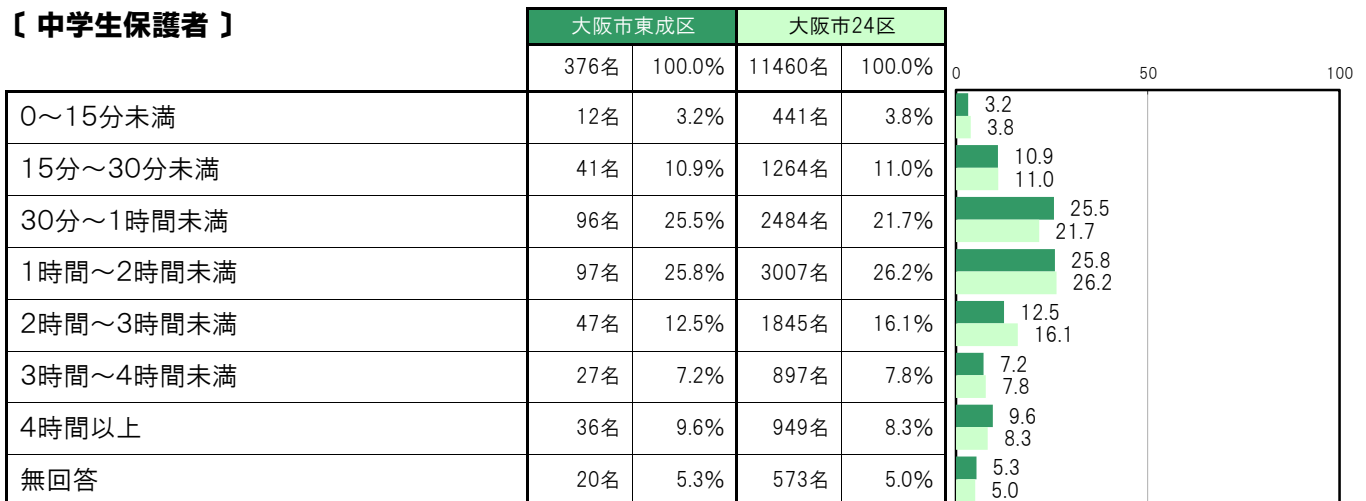 〔 中学生保護者 〕
大阪市東成区 大阪市24区
376名 100.0% 11460名 100.0% 0 50 100
0～15分未満 12名 3.2% 441名 3.8% 3.2
3.8
15分～30分未満 41名 10.9% 1264名 11.0% 10.9
11.0
30分～1時間未満 96名 25.5% 2484名 21.7% 25.5
21.7
1時間～2時間未満 97名 25.8% 3007名 26.2% 25.8
26.2
2時間～3時間未満 47名 12.5% 1845名 16.1% 12.5
16.1
3時間～4時間未満 27名 7.2% 897名 7.8% 7.2
7.8
4時間以上 36名 9.6% 949名 8.3% 9.6
8.3
無回答 20名 5.3% 573名 5.0% 5.3
5.0